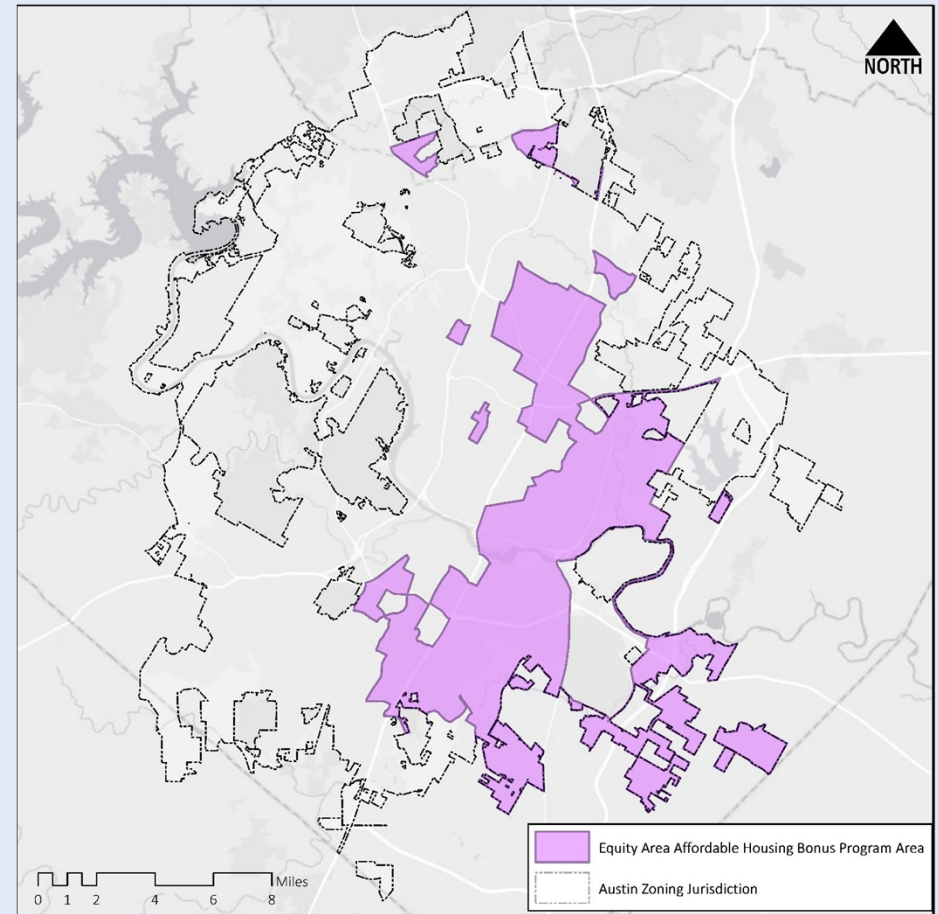 NORTH
Equity Area Affordable Housing Bonus Program Area
Austin Zoning Jurisdiction
Miles
0 1 2 4 6 8